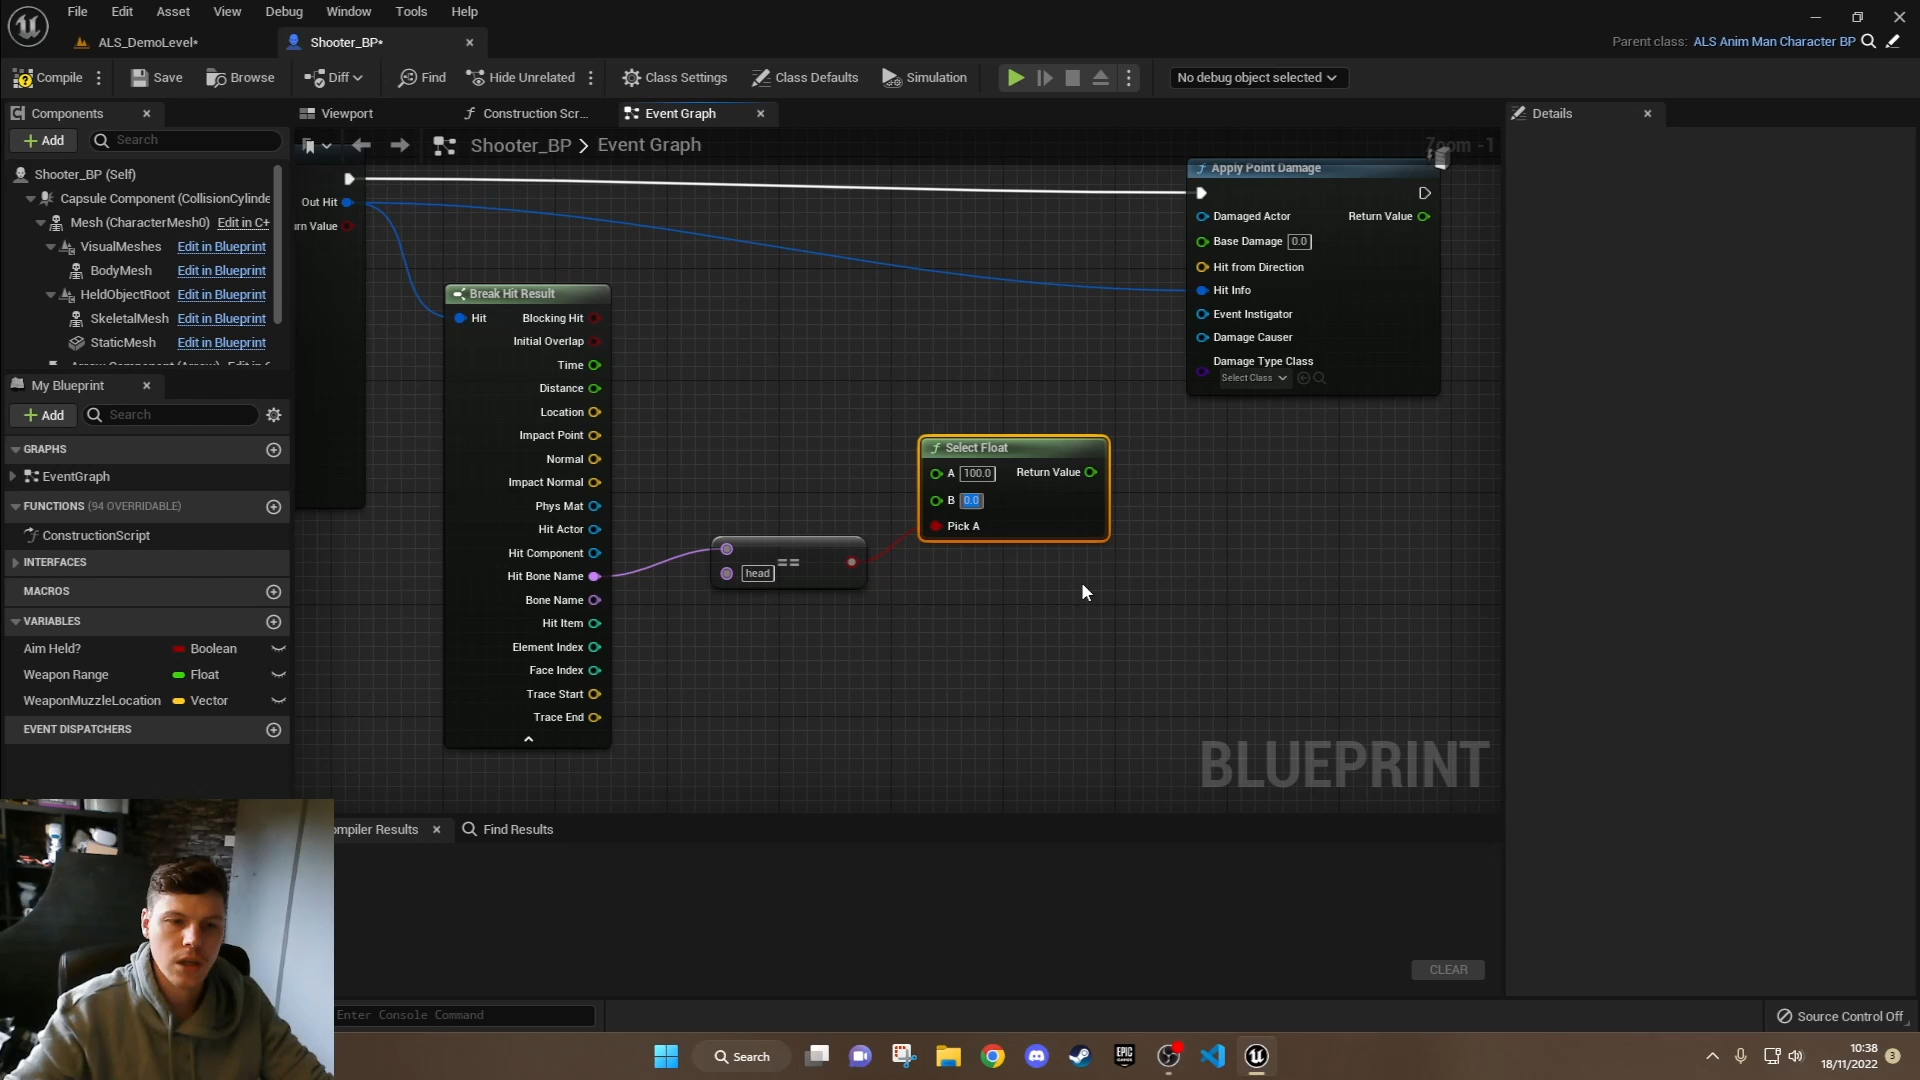 File Edit Asset View Debug Window Tools Help
ALS_DemoLevel*
Shooter_BP*
Parent class: ALS Anim Man Character BP
Compile
Save
Browse
Diff
Find
Hide Unrelated
Class Settings
Class Defaults
Simulation
No debug object selected
Components
Viewport
Construction Scr...
Event Graph
Details
Add
Search
Shooter_BP > Event Graph
Zoom -1
Shooter_BP (Self)
Capsule Component (CollisionCylinde
Mesh (CharacterMesh0) Edit in C+
VisualMeshes Edit in Blueprint
BodyMesh Edit in Blueprint
HeldObjectRoot Edit in Blueprint
SkeletalMesh Edit in Blueprint
StaticMesh Edit in Blueprint
My Blueprint
Add
Search
GRAPHS
EventGraph
FUNCTIONS (94 OVERRIDABLE)
ConstructionScript
INTERFACES
MACROS
VARIABLES
Aim Held? Boolean
Weapon Range Float
WeaponMuzzleLocation Vector
EVENT DISPATCHERS
Out Hit
urn Value
Break Hit Result
Hit Blocking Hit
Initial Overlap
Time
Distance
Location
Impact Point
Normal
Impact Normal
Phys Mat
Hit Actor
Hit Component
Hit Bone Name
Bone Name
Hit Item
Element Index
Face Index
Trace Start
Trace End
head ==
Select Float
A 100.0 Return Value
B 0.0
Pick A
Apply Point Damage
Damaged Actor Return Value
Base Damage 0.0
Hit from Direction
Hit Info
Event Instigator
Damage Causer
Damage Type Class
Select Class
BLUEPRINT
ompiler Results
Find Results
CLEAR
Enter Console Command
Source Control Off
Search
EPIC
GAMES
10:38
18/11/2022
3